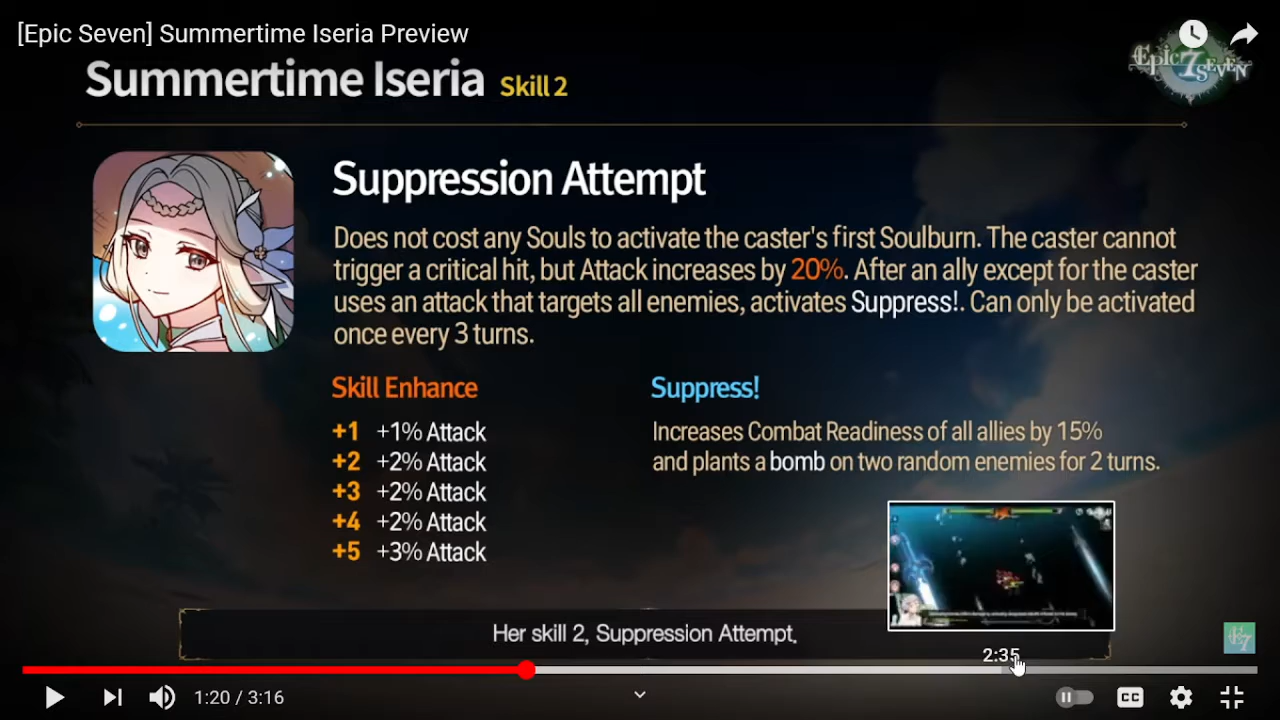 [Epic Seven] Summertime Iseria Preview
Epic7 SEVEN
Summertime Iseria Skill 2
Suppression Attempt
Does not cost any Souls to activate the caster's first Soulburn. The caster cannot
trigger a critical hit, but Attack increases by 20%. After an ally except for the caster
uses an attack that targets all enemies, activates Suppress!. Can only be activated
once every 3 turns.
Skill Enhance
+1 +1% Attack
+2 +2% Attack
+3 +2% Attack
+4 +2% Attack
+5 +3% Attack
Suppress!
Increases Combat Readiness of all allies by 15%
and plants a bomb on two random enemies for 2 turns.
Her skill 2, Suppression Attempt.
2:35
E7
1:20 / 3:16
CC